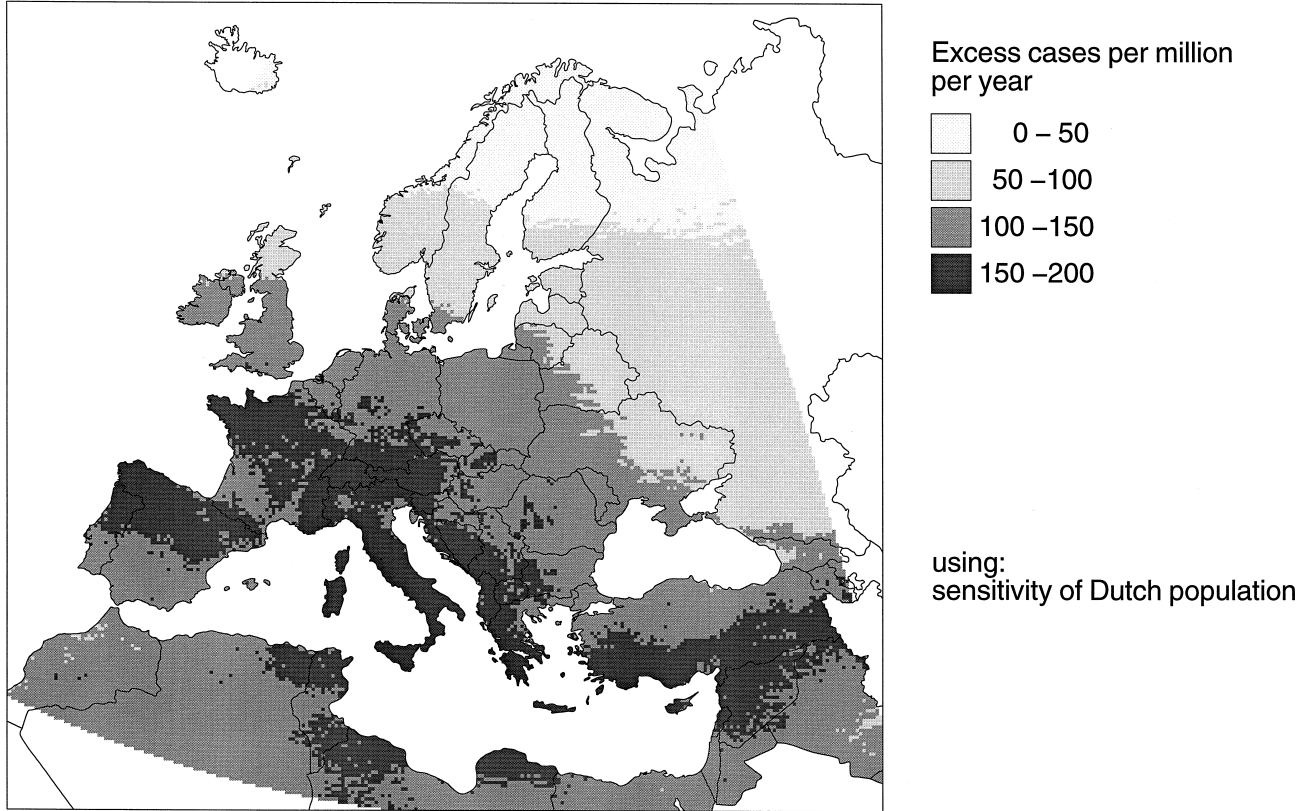 Excess cases per million
per year
0 – 50
50 –100
100 –150
150 –200
using:
sensitivity of Dutch population